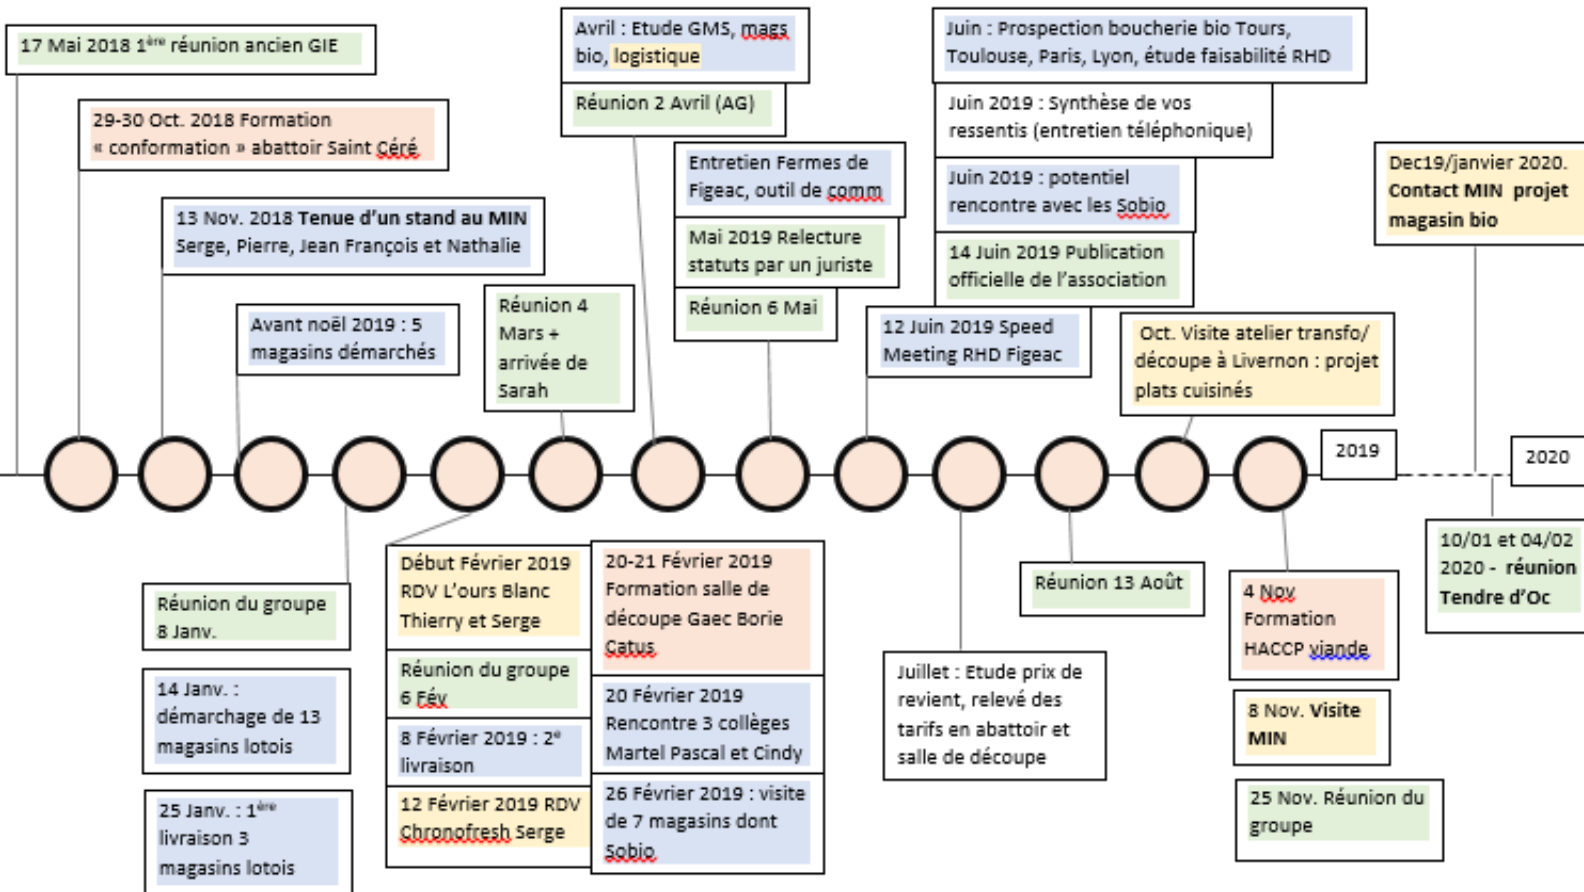 17 Mai 2018 1ère réunion ancien GIE
29-30 Oct. 2018 Formation
« conformation » abattoir Saint Céré
13 Nov. 2018 Tenue d'un stand au MIN
Serge, Pierre, Jean François et Nathalie
Avant noël 2019 : 5
magasins démarchés
Réunion 4
Mars +
arrivée de
Sarah
Avril : Etude GMS, mags
bio, logistique
Réunion 2 Avril (AG)
Entretien Fermes de
Figeac, outil de comm
Mai 2019 Relecture
statuts par un juriste
Réunion 6 Mai
Juin : Prospection boucherie bio Tours,
Toulouse, Paris, Lyon, étude faisabilité RHD
Juin 2019 : Synthèse de vos
ressentis (entretien téléphonique)
Juin 2019 : potentiel
rencontre avec les Sobio
14 Juin 2019 Publication
officielle de l'association
12 Juin 2019 Speed
Meeting RHD Figeac
Oct. Visite atelier transfo/
découpe à Livernon : projet
plats cuisinés
Dec19/janvier 2020.
Contact MIN projet
magasin bio
2019
2020
Réunion du groupe
8 Janv.
14 Janv. :
démarchage de 13
magasins lotois
25 Janv. : 1ère
livraison 3
magasins lotois
Début Février 2019
RDV L'ours Blanc
Thierry et Serge
Réunion du groupe
6 Fév
8 Février 2019 : 2e
livraison
12 Février 2019 RDV
Chronofresh Serge
20-21 Février 2019
Formation salle de
découpe Gaec Borie
Catus
20 Février 2019
Rencontre 3 collèges
Martel Pascal et Cindy
26 Février 2019 : visite
de 7 magasins dont
Sobio
Juillet : Etude prix de
revient, relevé des
tarifs en abattoir et
salle de découpe
Réunion 13 Août
4 Nov
Formation
HACCP viande
8 Nov. Visite
MIN
25 Nov. Réunion du
groupe
10/01 et 04/02
2020 - réunion
Tendre d'Oc